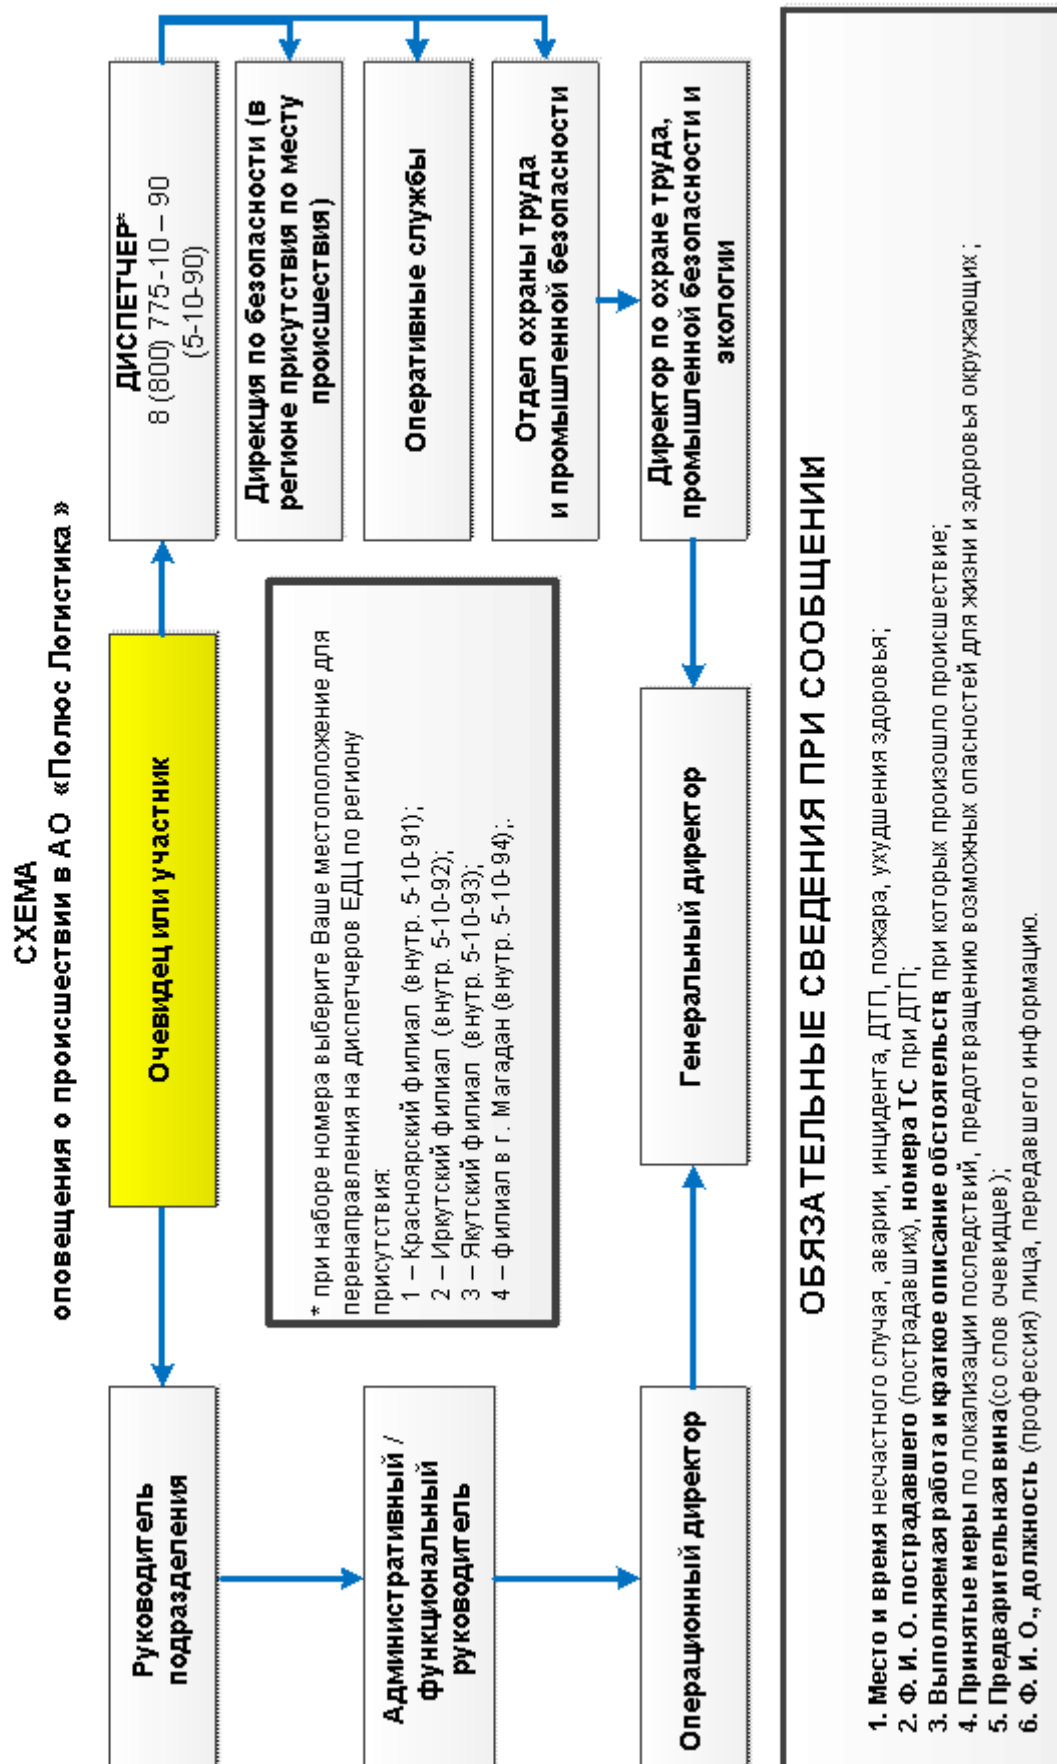 СХЕМА
оповещения о происшествии в АО «Полюс Логистика»
Руководитель
подразделения
Очевидец или участник
ДИСПЕТЧЕР*
8 (800) 775-10 – 90
(5-10-90)
Дирекция по безопасности (в
регионе присутствия по месту
происшествия)
Административный /
функциональный
руководитель
* при наборе номера выберите Ваше местоположение для
перенаправления на диспетчеров ЕДЦ по региону
присутствия:
1 – Красноярский филиал (внутр. 5-10-91);
2 – Иркутский филиал (внутр. 5-10-92);
3 – Якутский филиал (внутр. 5-10-93);
4 – филиал в г. Магадан (внутр. 5-10-94);.
Оперативные службы
Отдел охраны труда
и промышленной безопасности
Операционный директор
Генеральный директор
Директор по охране труда,
промышленной безопасности и
экологии
ОБЯЗАТЕЛЬНЫЕ СВЕДЕНИЯ ПРИ СООБЩЕНИИ
1. Место и время несчастного случая, аварии, инцидента, ДТП, пожара, ухудшения здоровья;
2. Ф. И. О. пострадавшего (пострадавших), номера ТС при ДТП;
3. Выполняемая работа и краткое описание обстоятельств, при которых произошло происшествие;
4. Принятые меры по локализации последствий, предотвращению возможных опасностей для жизни и здоровья окружающих;
5. Предварительная вина(со слов очевидцев);
6. Ф. И. О., должность (профессия) лица, передавшего информацию.